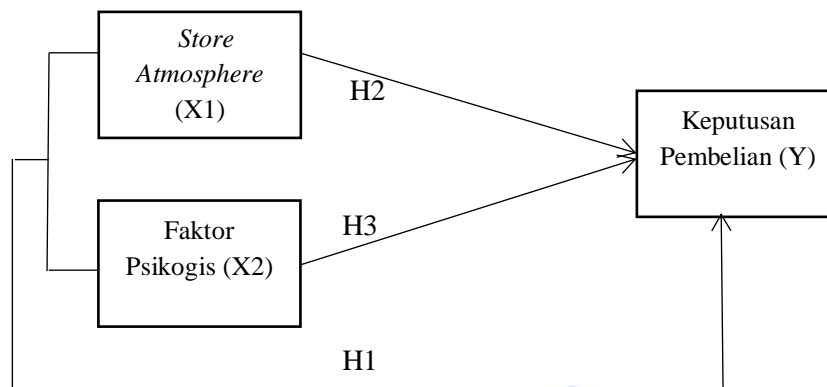 Store
Atmosphere
(X1)
H2
Keputusan
Pembelian (Y)
Faktor
Psikogis (X2)
H3
H1